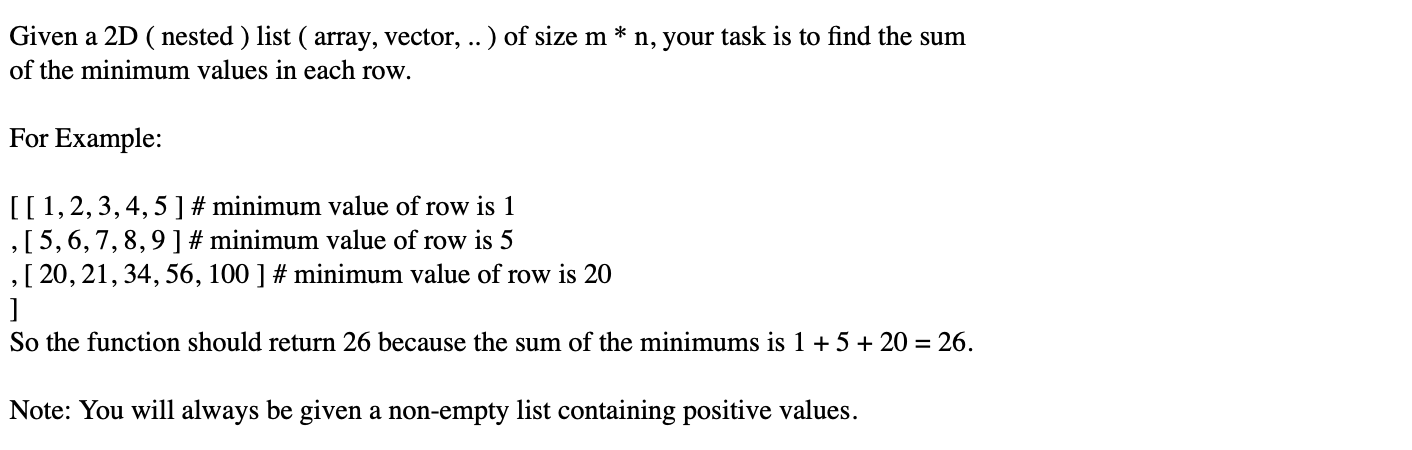 Given a 2D ( nested ) list ( array, vector, .. ) of size m * n, your task is to find the sum
of the minimum values in each row.
For Example:
[ [ 1, 2, 3, 4, 5 ] # minimum value of row is 1
, [ 5, 6, 7, 8, 9 ] # minimum value of row is 5
, [ 20, 21, 34, 56, 100 ] # minimum value of row is 20
]
So the function should return 26 because the sum of the minimums is 1 + 5 + 20 = 26.
Note: You will always be given a non-empty list containing positive values.